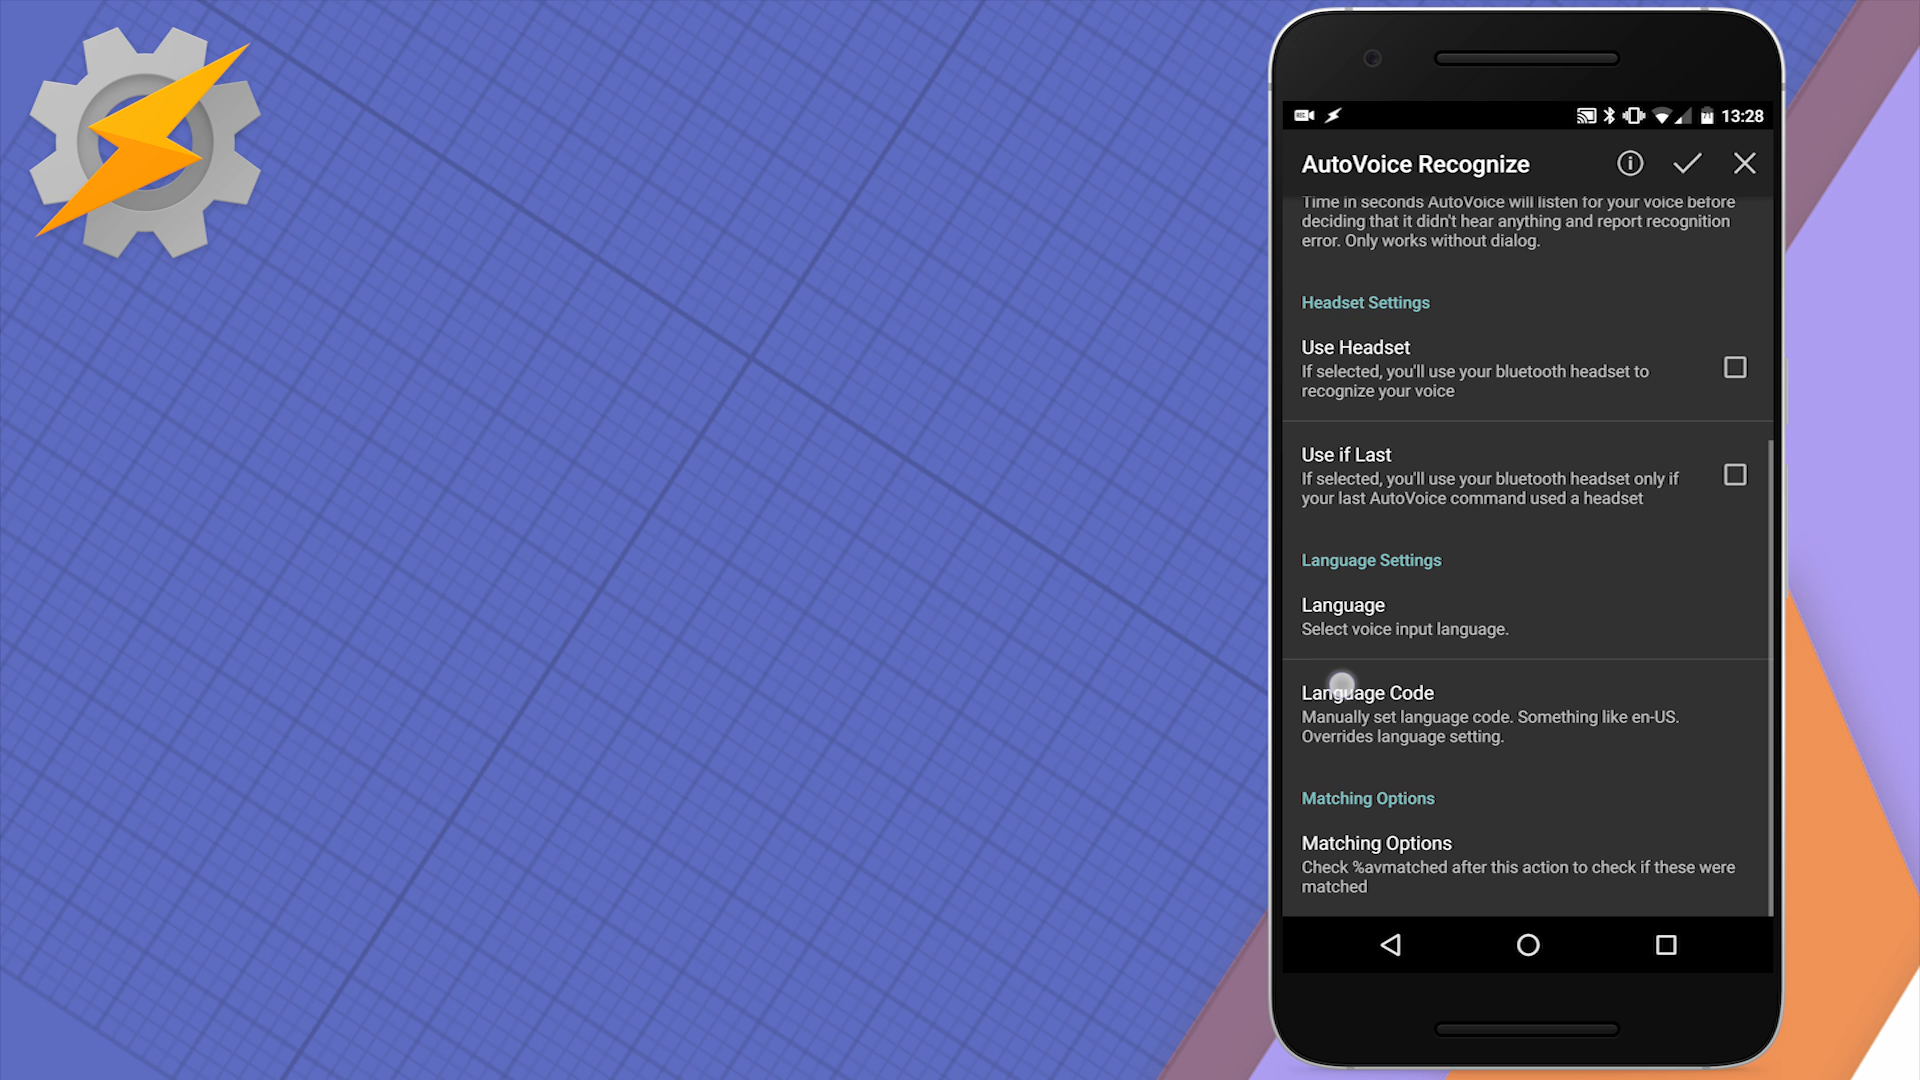 13:28
AutoVoice Recognize
Time in seconds AutoVoice will listen for your voice before
deciding that it didn't hear anything and report recognition
error. Only works without dialog.
Headset Settings
Use Headset
If selected, you'll use your bluetooth headset to
recognize your voice
Use if Last
If selected, you'll use your bluetooth headset only if
your last AutoVoice command used a headset
Language Settings
Language
Select voice input language.
Language Code
Manually set language code. Something like en-US.
Overrides language setting.
Matching Options
Matching Options
Check %avmatched after this action to check if these were
matched